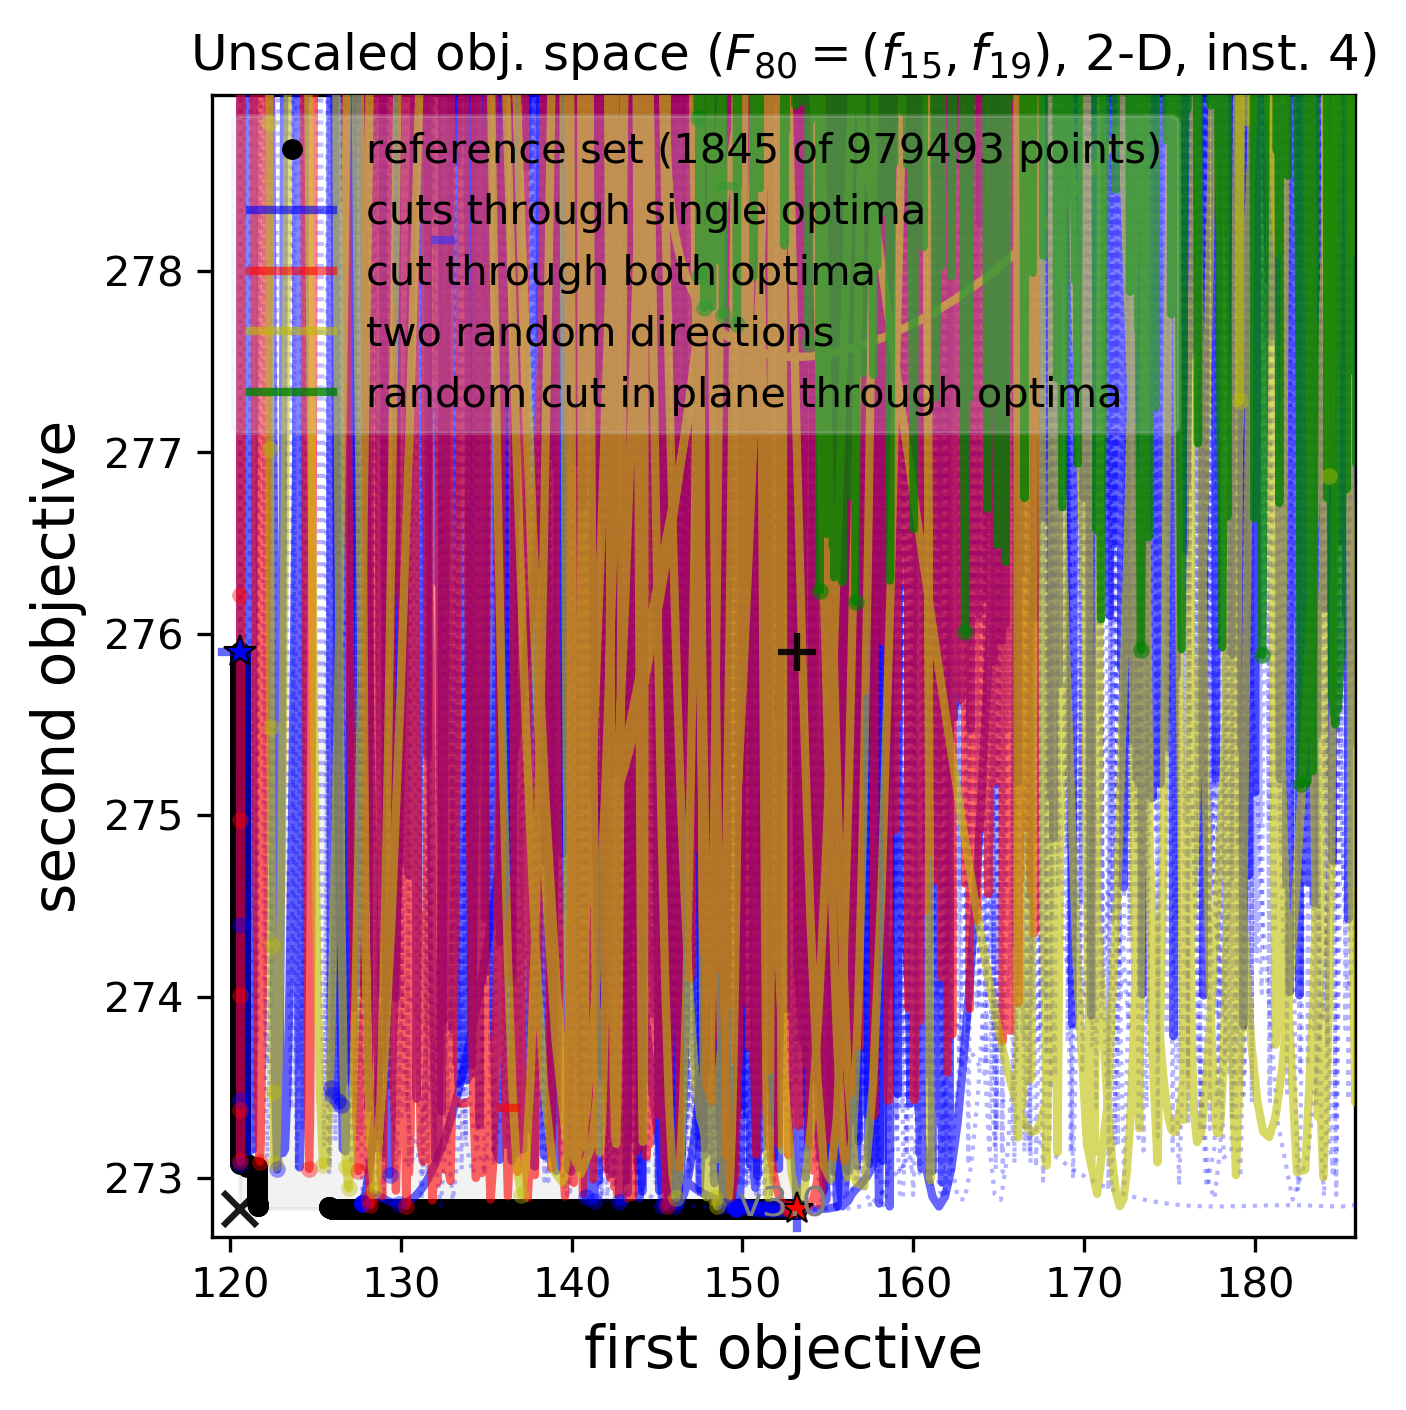 Unscaled obj. space (F₈₀ = (f₁₅, f₁₉), 2-D, inst. 4)
reference set (1845 of 979493 points)
cuts through single optima
cut through both optima
two random directions
random cut in plane through optima
278
277
276
275
274
273
second objective
v3.0
120 130 140 150 160 170 180
first objective